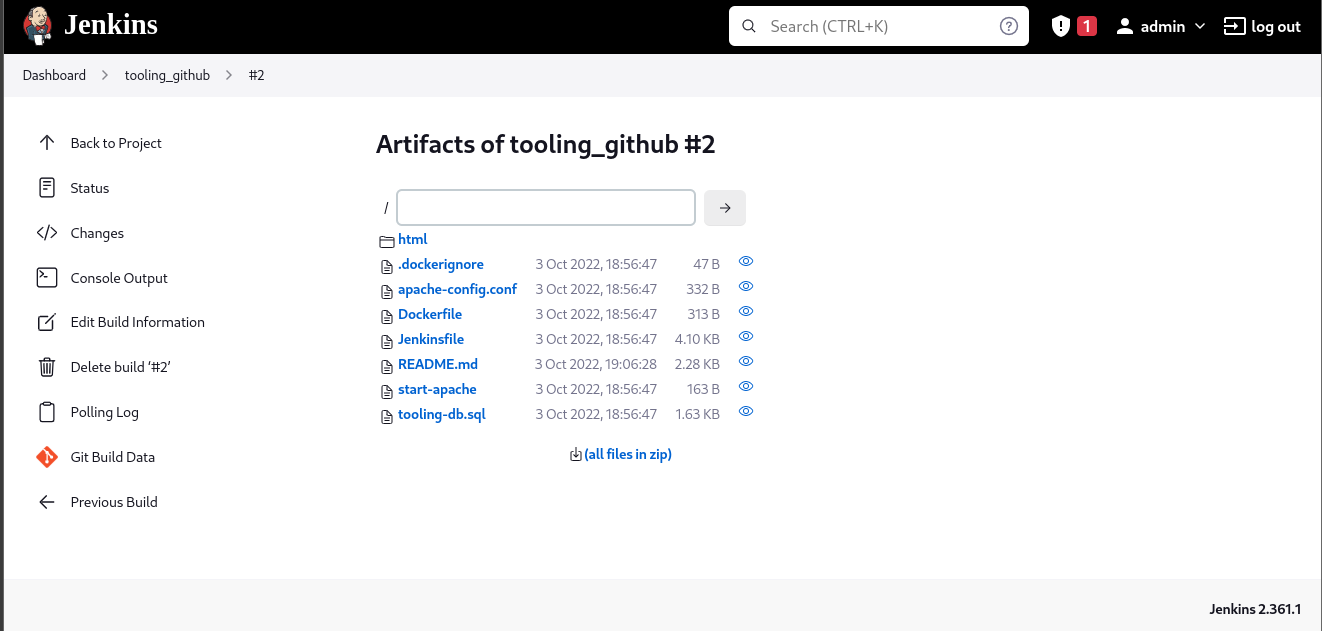 Jenkins
Search (CTRL+K)
1
admin
log out
Dashboard
tooling_github
#2
Back to Project
Status
Changes
Console Output
Edit Build Information
Delete build ‘#2’
Polling Log
Git Build Data
Previous Build
Artifacts of tooling_github #2
/
html
.dockerignore 3 Oct 2022, 18:56:47 47 B
apache-config.conf 3 Oct 2022, 18:56:47 332 B
Dockerfile 3 Oct 2022, 18:56:47 313 B
Jenkinsfile 3 Oct 2022, 18:56:47 4.10 KB
README.md 3 Oct 2022, 19:06:28 2.28 KB
start-apache 3 Oct 2022, 18:56:47 163 B
tooling-db.sql 3 Oct 2022, 18:56:47 1.63 KB
(all files in zip)
Jenkins 2.361.1